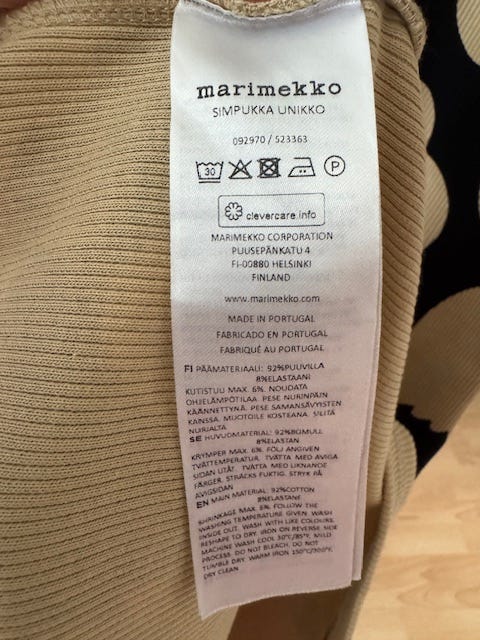 marimekko
SIMPUKKA UNIKKO
092970 / 523363
30
P
clevercare.info
MARIMEKKO CORPORATION
PUUSEPÄNKATU 4
FI-00880 HELSINKI
FINLAND
www.marimekko.com
MADE IN PORTUGAL
FABRICADO EN PORTUGAL
FABRIQUÉ AU PORTUGAL
FI PÄÄMATERIAALI: 92%PUUVILLA
8%ELASTAANI
KUTISTUU MAX. 6%. NOUDATA
OHJELÄMPÖTILAA. PESE NURINPÄIN
KÄÄNNETTYNÄ. PESE SAMANSÄVYISTEN
KANSSA. MUOTOILE KOSTEANA. SILITÄ
NURJALTA
SE HUVUDMATERIAL: 92%BOMULL
8%ELASTAN
KRYMPER MAX. 6%. FÖLJ ANGIVEN
TVÄTTEMPERATUR. TVÄTTA MED AVIGA
SIDAN UTÅT. TVÄTTA MED LIKNANDE
FÄRGER. STRÄCKS FUKTIG. STRYK PÅ
AVIGSIDAN
EN MAIN MATERIAL: 92%COTTON
8%ELASTANE
SHRINKAGE MAX. 6% FOLLOW THE
WASHING TEMPERATURE GIVEN. WASH
INSIDE OUT. WASH WITH LIKE COLOURS.
RESHAPE TO DRY. IRON ON REVERSE SIDE
MACHINE WASH COOL 30°C/85°F, MILD
PROCESS. DO NOT BLEACH. DO NOT
TUMBLE DRY. WARM IRON 150°C/300°F,
DRY CLEAN